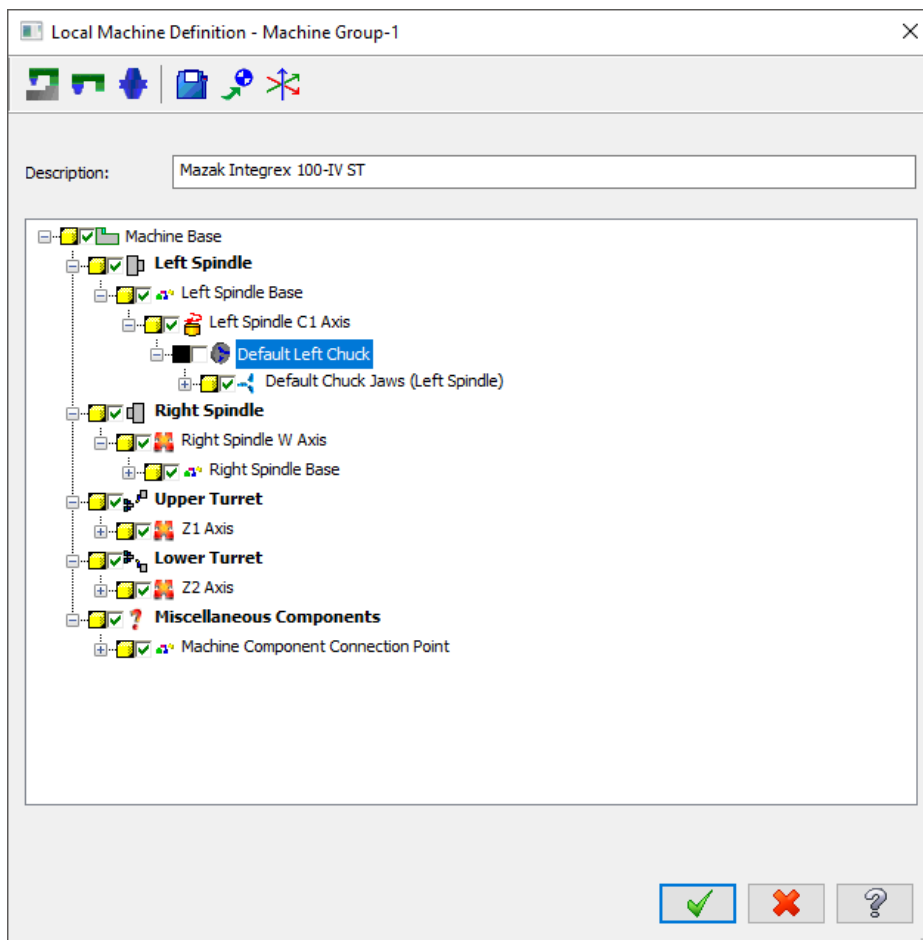 Local Machine Definition - Machine Group-1
Description:
Mazak Integrex 100-IV ST
Machine Base
Left Spindle
Left Spindle Base
Left Spindle C1 Axis
Default Left Chuck
Default Chuck Jaws (Left Spindle)
Right Spindle
Right Spindle W Axis
Right Spindle Base
Upper Turret
Z1 Axis
Lower Turret
Z2 Axis
Miscellaneous Components
Machine Component Connection Point